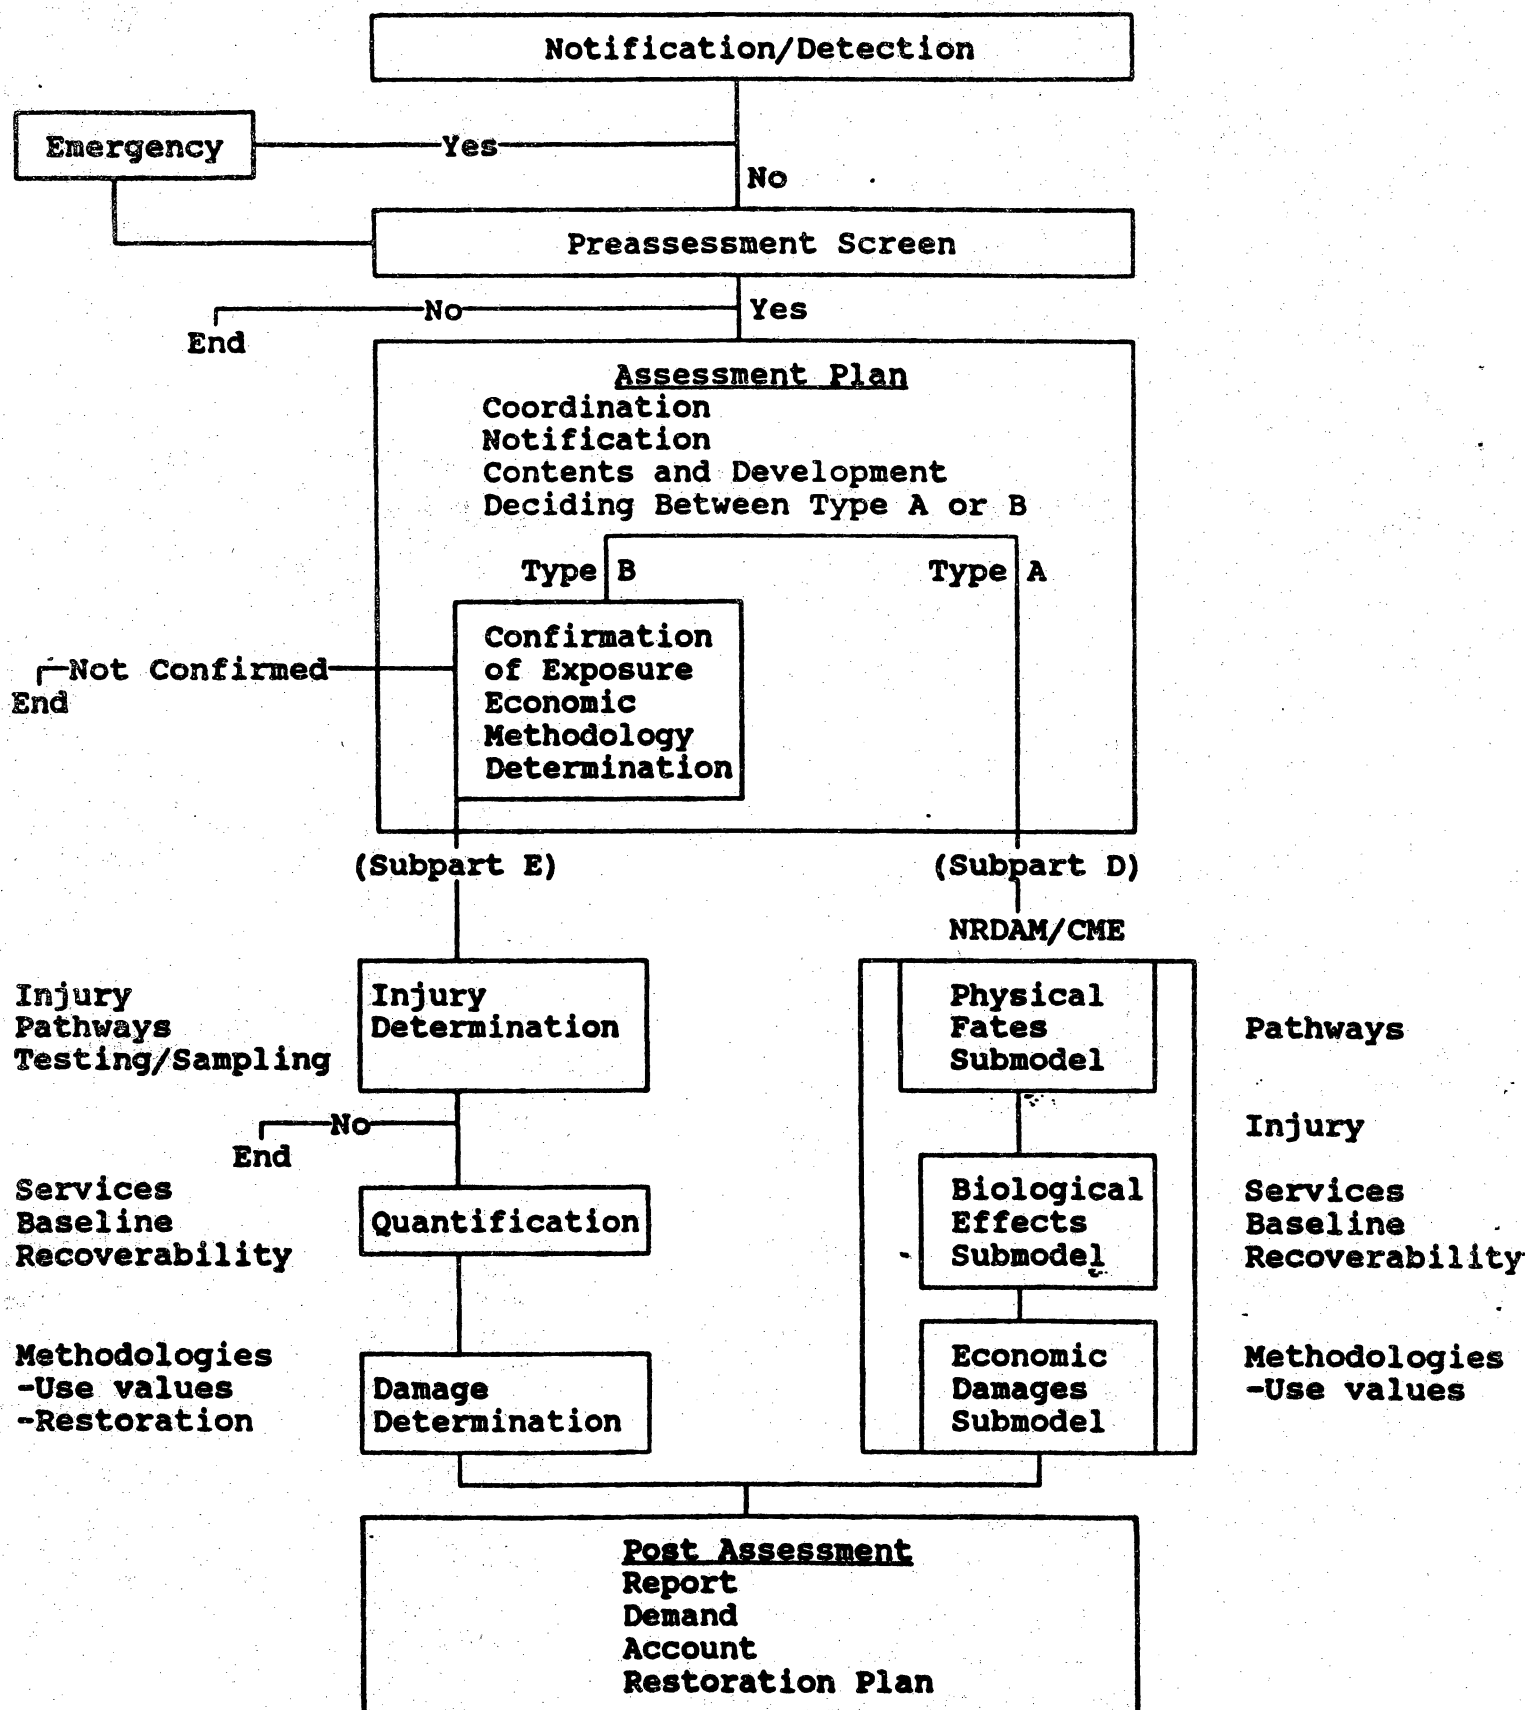 Notification/Detection
Emergency
Yes
No
Preassessment Screen
No
Yes
End
Assessment Plan
Coordination
Notification
Contents and Development
Deciding Between Type A or B
Type B
Type A
Confirmation
of Exposure
Economic
Methodology
Determination
Not Confirmed
End
(Subpart E)
(Subpart D)
NRDAM/CME
Injury
Pathways
Testing/Sampling
Injury
Determination
Physical
Fates
Submodel
Pathways
No
End
Injury
Services
Baseline
Recoverability
Quantification
Biological
Effects
Submodel
Services
Baseline
Recoverability
Methodologies
-Use values
-Restoration
Damage
Determination
Economic
Damages
Submodel
Methodologies
-Use values
Post Assessment
Report
Demand
Account
Restoration Plan